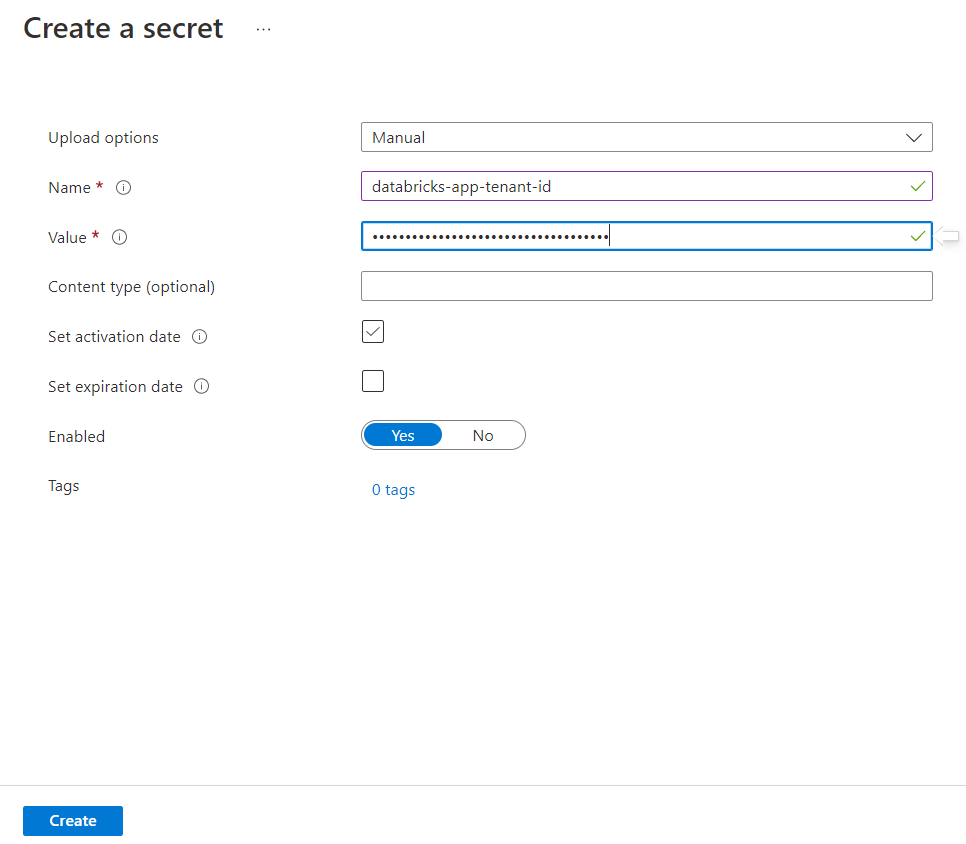 Create a secret ...
Upload options Manual
Name * databricks-app-tenant-id
Value * ••••••••••••••••••••••••••••••••••••
Content type (optional)
Set activation date
Set expiration date
Enabled Yes No
Tags 0 tags
Create